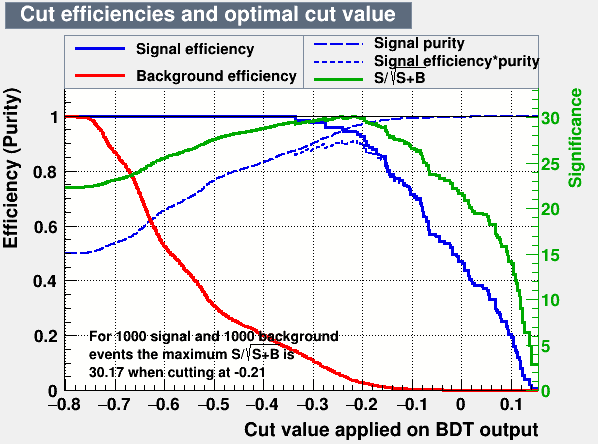 Cut efficiencies and optimal cut value
Signal efficiency
Background efficiency
Signal purity
Signal efficiency*purity
S/√S+B
Efficiency (Purity)
1
0.8
0.6
0.4
0.2
0
30
25
20
15
10
5
0
Significance
For 1000 signal and 1000 background
events the maximum S/√S+B is
30.17 when cutting at -0.21
−0.8 −0.7 −0.6 −0.5 −0.4 −0.3 −0.2 −0.1 0 0.1
Cut value applied on BDT output